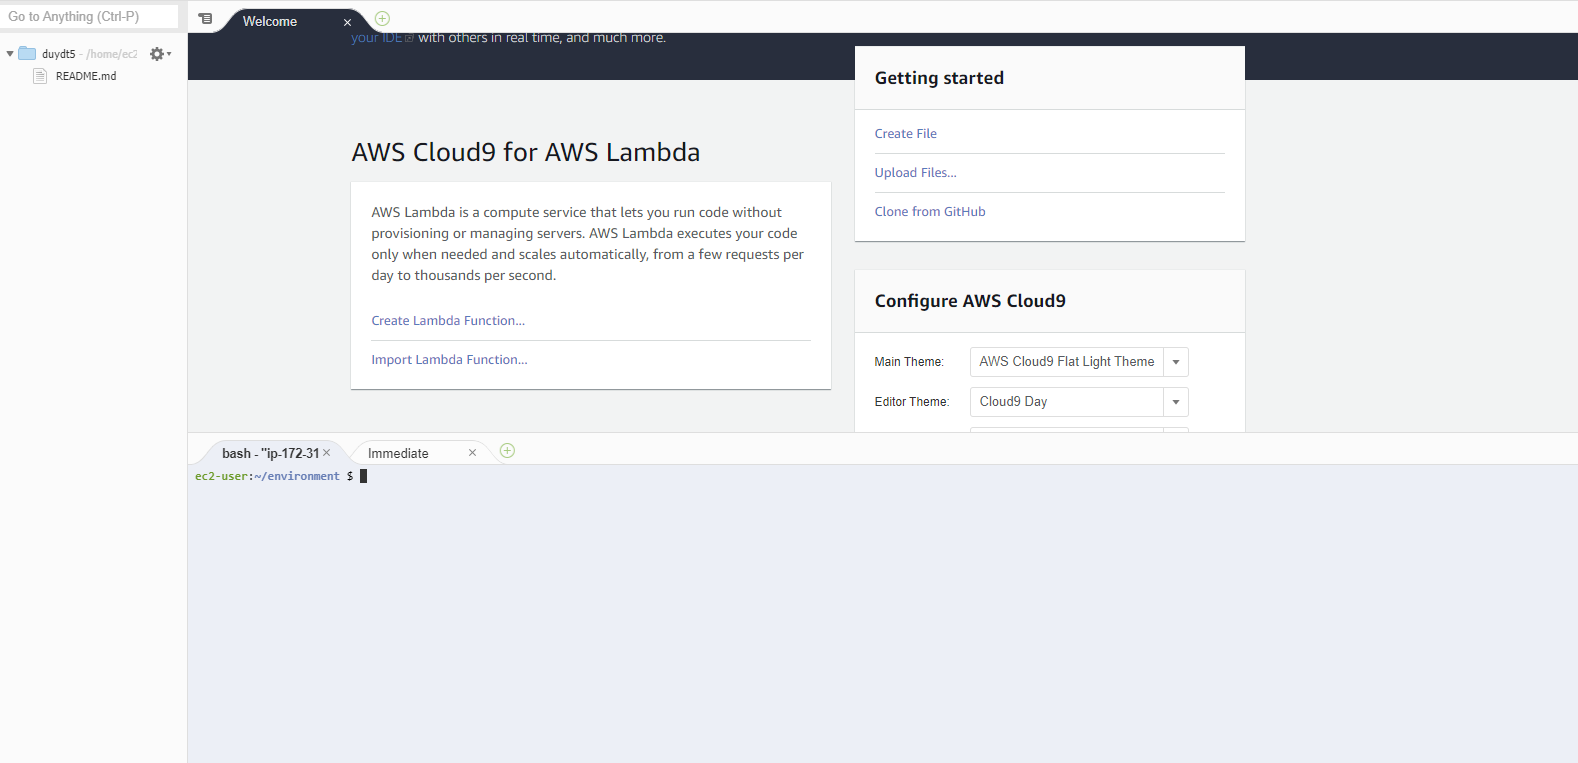 Go to Anything (Ctrl-P)
duydt5 - /home/ec2
README.md
Welcome
your IDE with others in real time, and much more.
AWS Cloud9 for AWS Lambda
AWS Lambda is a compute service that lets you run code without
provisioning or managing servers. AWS Lambda executes your code
only when needed and scales automatically, from a few requests per
day to thousands per second.
Create Lambda Function...
Import Lambda Function...
Getting started
Create File
Upload Files...
Clone from GitHub
Configure AWS Cloud9
Main Theme: AWS Cloud9 Flat Light Theme
Editor Theme: Cloud9 Day
bash - "ip-172-31
Immediate
ec2-user:~/environment $